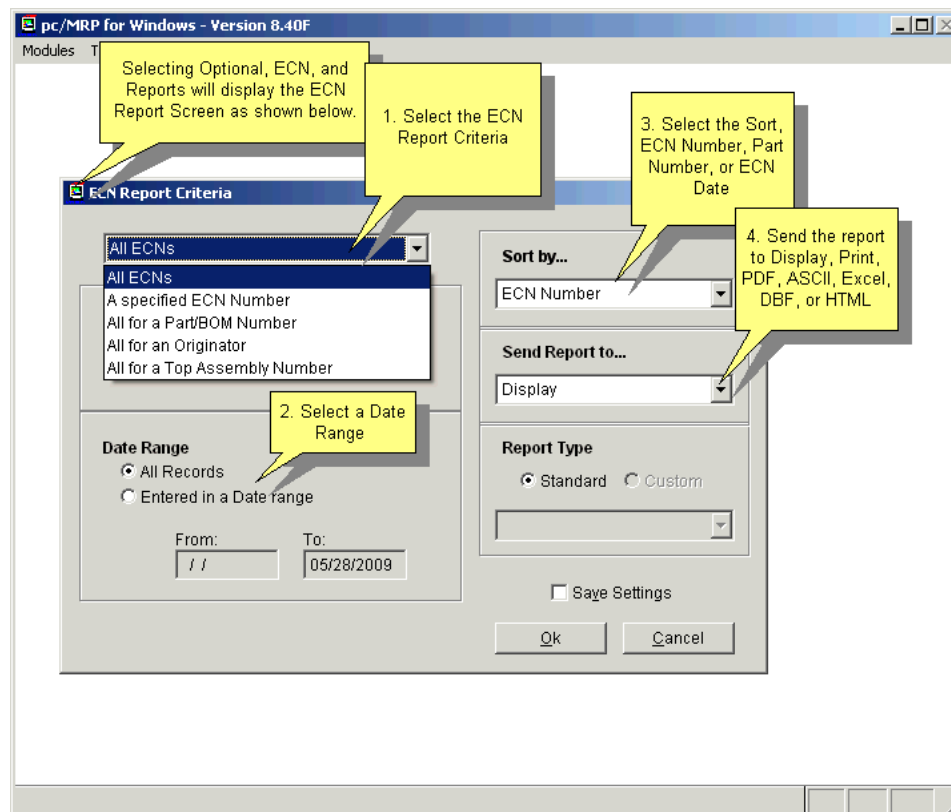 pc/MRP for Windows - Version 8.40F
Modules T
Selecting Optional, ECN, and
Reports will display the ECN
Report Screen as shown below.
1. Select the ECN
Report Criteria
3. Select the Sort,
ECN Number, Part
Number, or ECN
Date
4. Send the report
to Display, Print,
PDF, ASCII, Excel,
DBF, or HTML
ECN Report Criteria
All ECNs
All ECNs
A specified ECN Number
All for a Part/BOM Number
All for an Originator
All for a Top Assembly Number
2. Select a Date
Range
Date Range
All Records
Entered in a Date range
From:
To:
/ /
05/28/2009
Sort by...
ECN Number
Send Report to...
Display
Report Type
Standard
Custom
Save Settings
Ok
Cancel